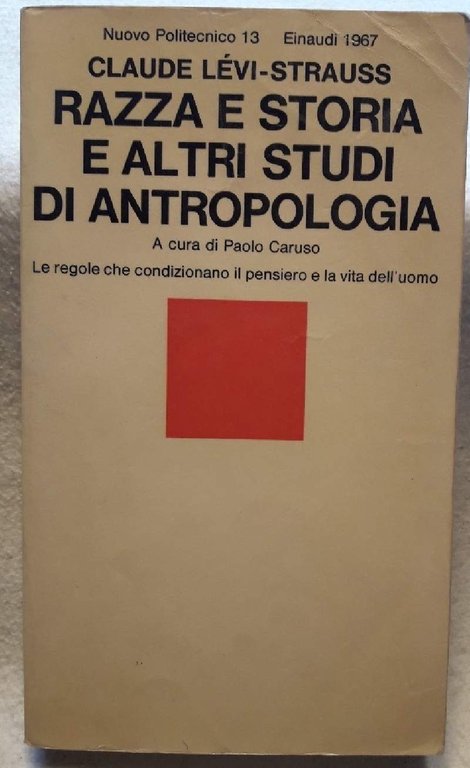 Nuovo Politecnico 13 Einaudi 1967
CLAUDE LÉVI-STRAUSS
RAZZA E STORIA
E ALTRI STUDI
DI ANTROPOLOGIA
A cura di Paolo Caruso
Le regole che condizionano il pensiero e la vita dell'uomo